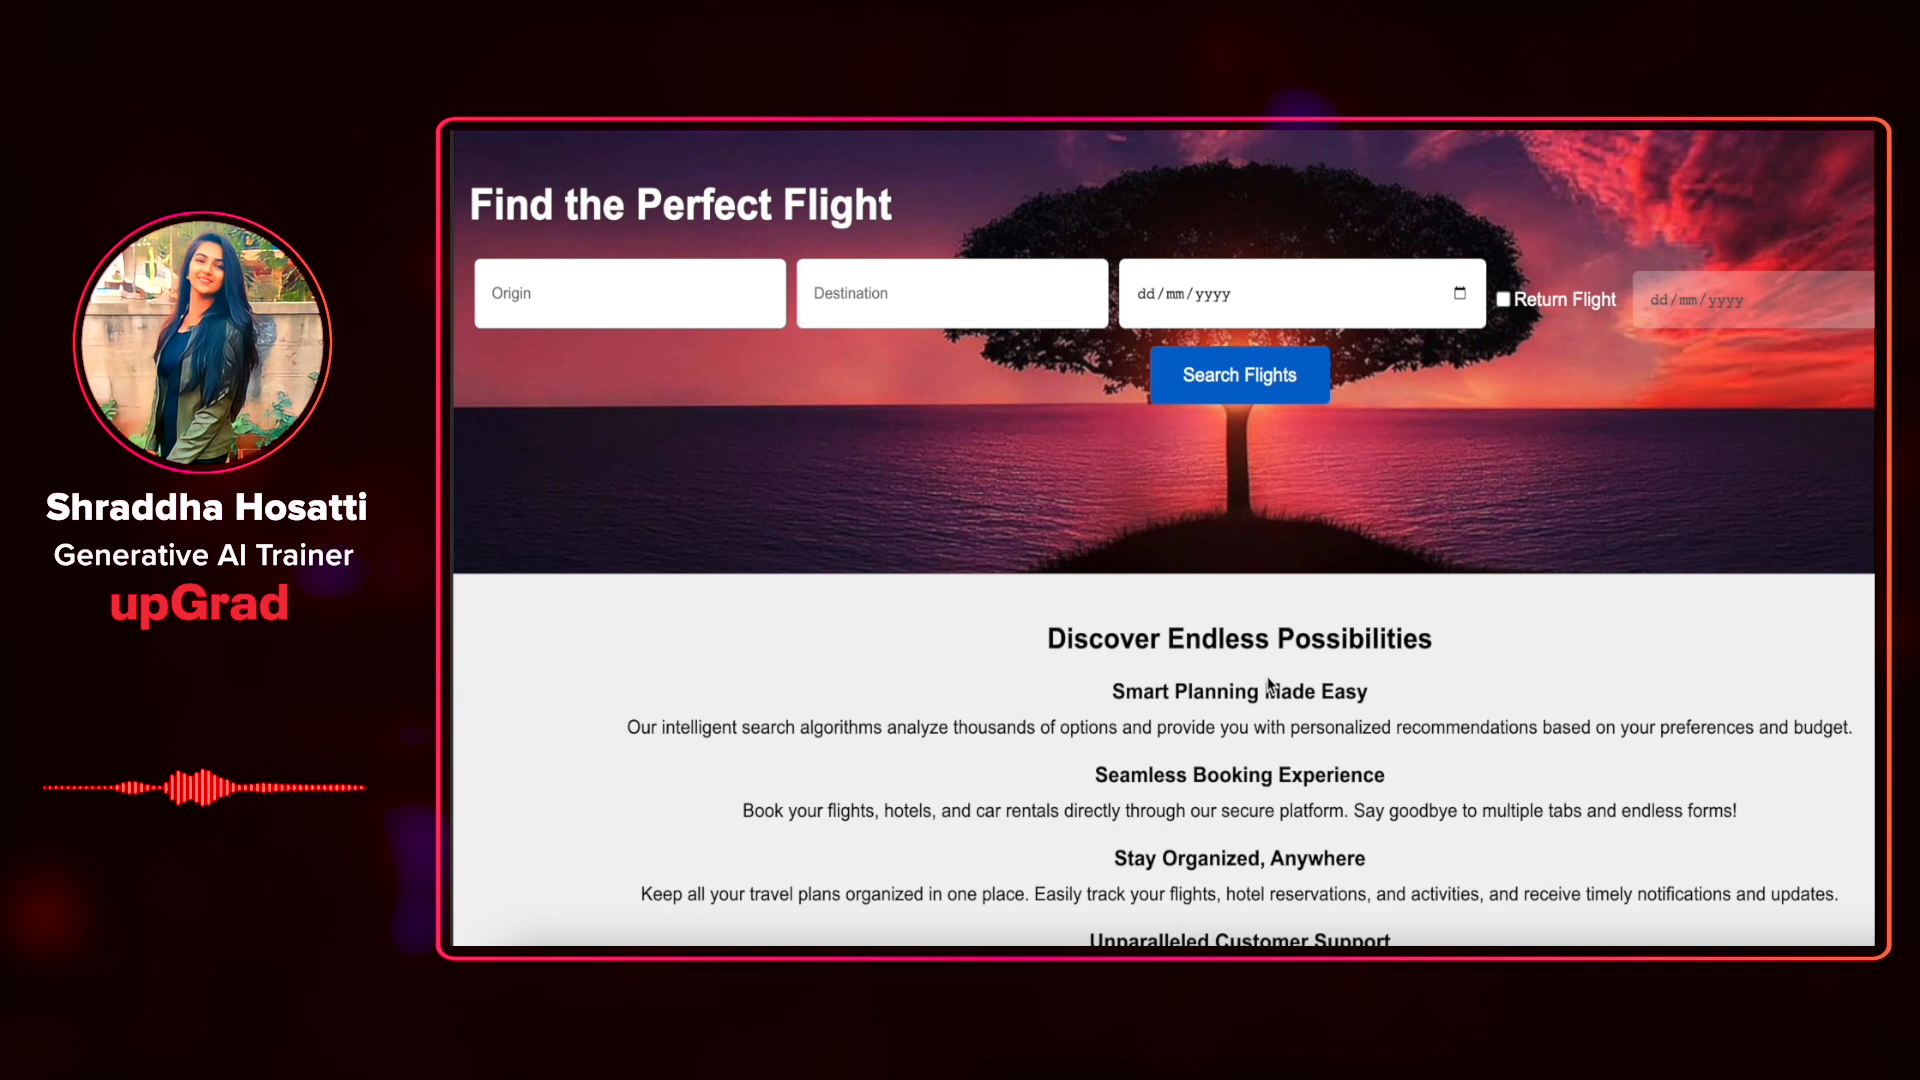 Shraddha Hosatti
Generative AI Trainer
upGrad
Find the Perfect Flight
Origin
Destination
dd/mm/yyyy
Return Flight
dd/mm/yyyy
Search Flights
Discover Endless Possibilities
Smart Planning Made Easy
Our intelligent search algorithms analyze thousands of options and provide you with personalized recommendations based on your preferences and budget.
Seamless Booking Experience
Book your flights, hotels, and car rentals directly through our secure platform. Say goodbye to multiple tabs and endless forms!
Stay Organized, Anywhere
Keep all your travel plans organized in one place. Easily track your flights, hotel reservations, and activities, and receive timely notifications and updates.
Unparalleled Customer Support